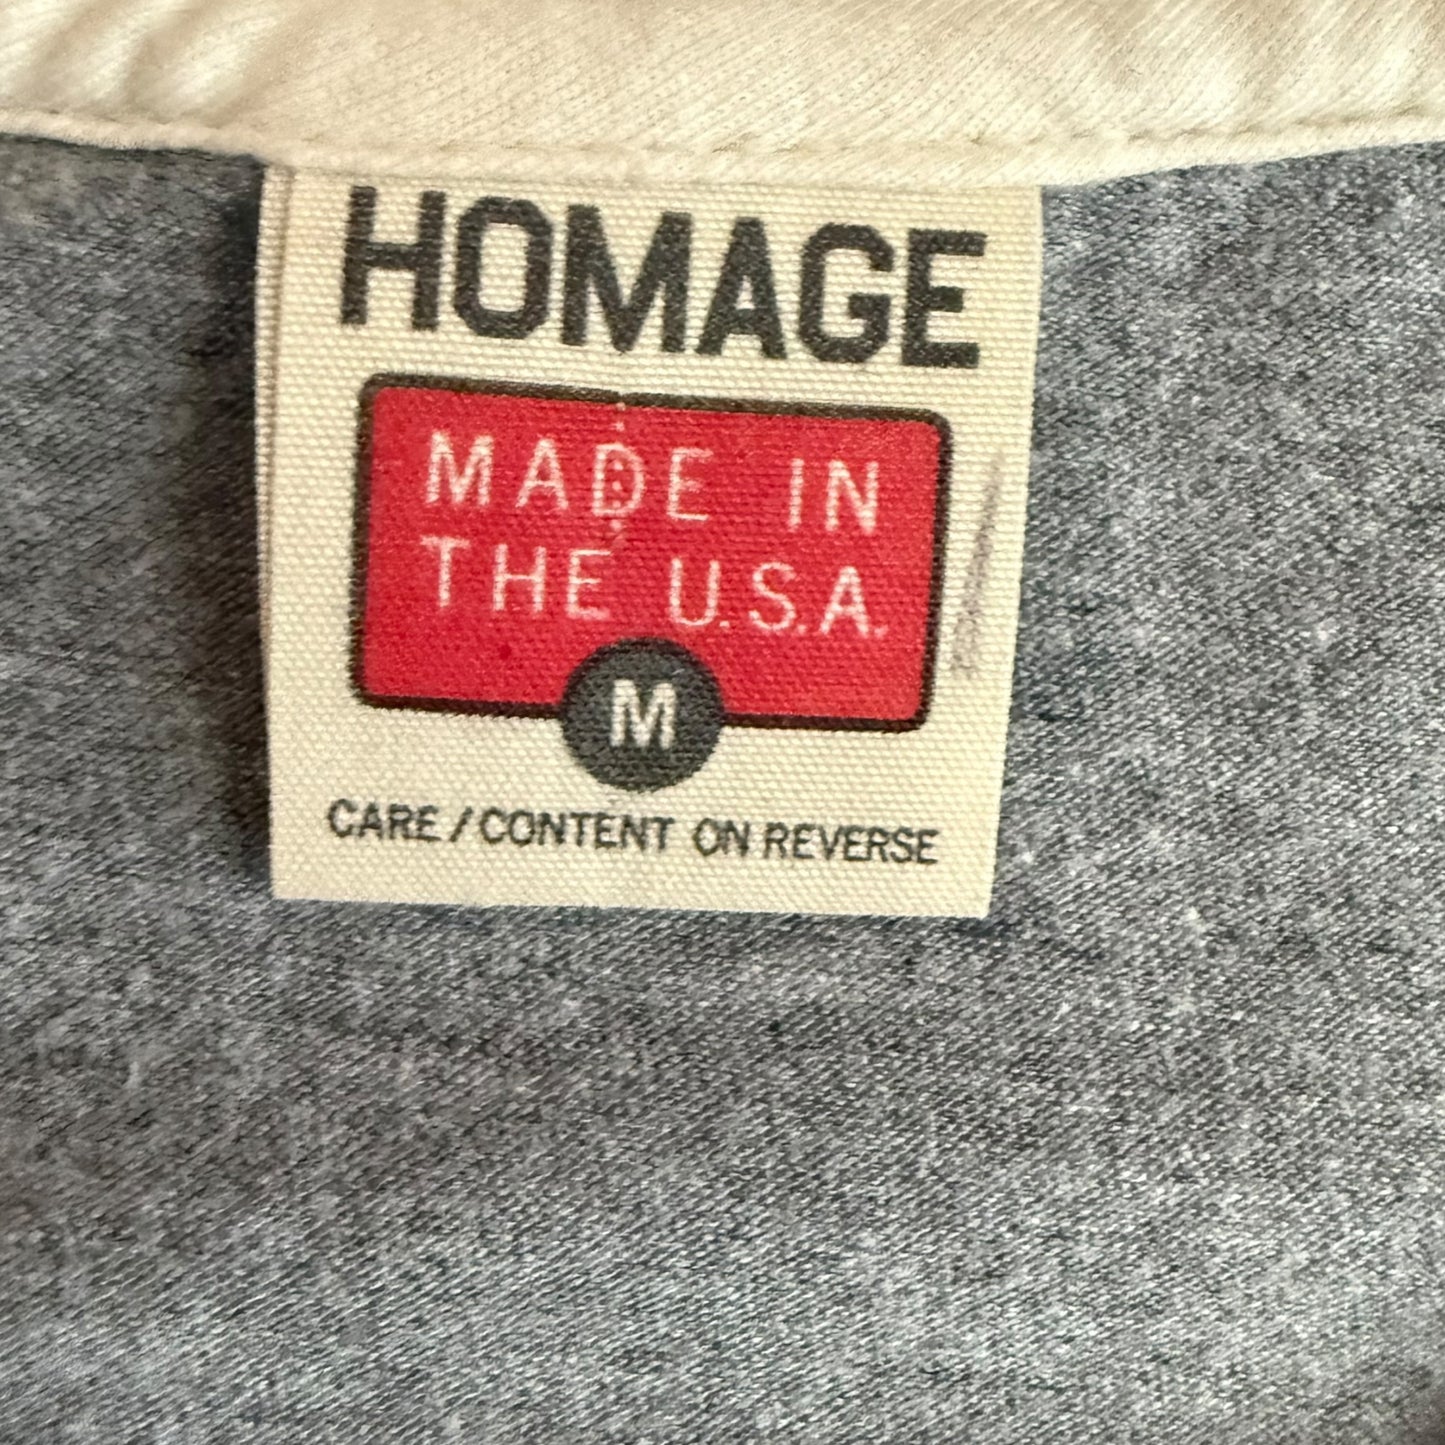 HOMAGE
MADE IN
THE U.S.A.
M
CARE/CONTENT ON REVERSE